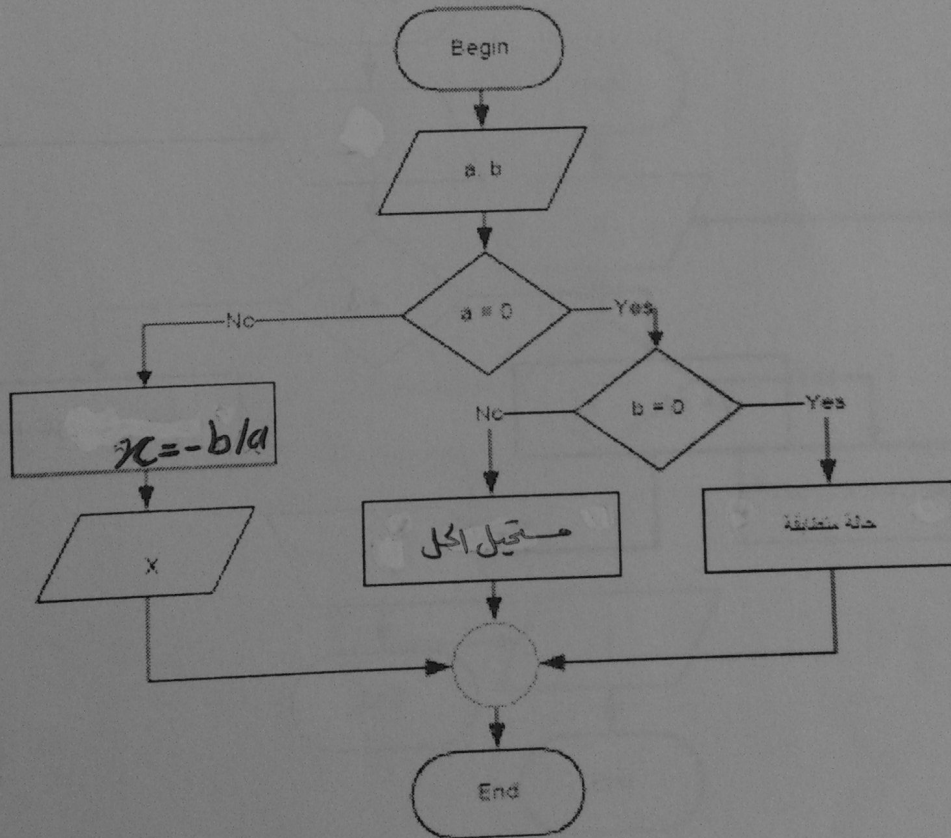 Begin
a, b
a = 0
No
Yes
b = 0
No
Yes
x=-b/a
مستحيل الحل
حالة متطابقة
X
End